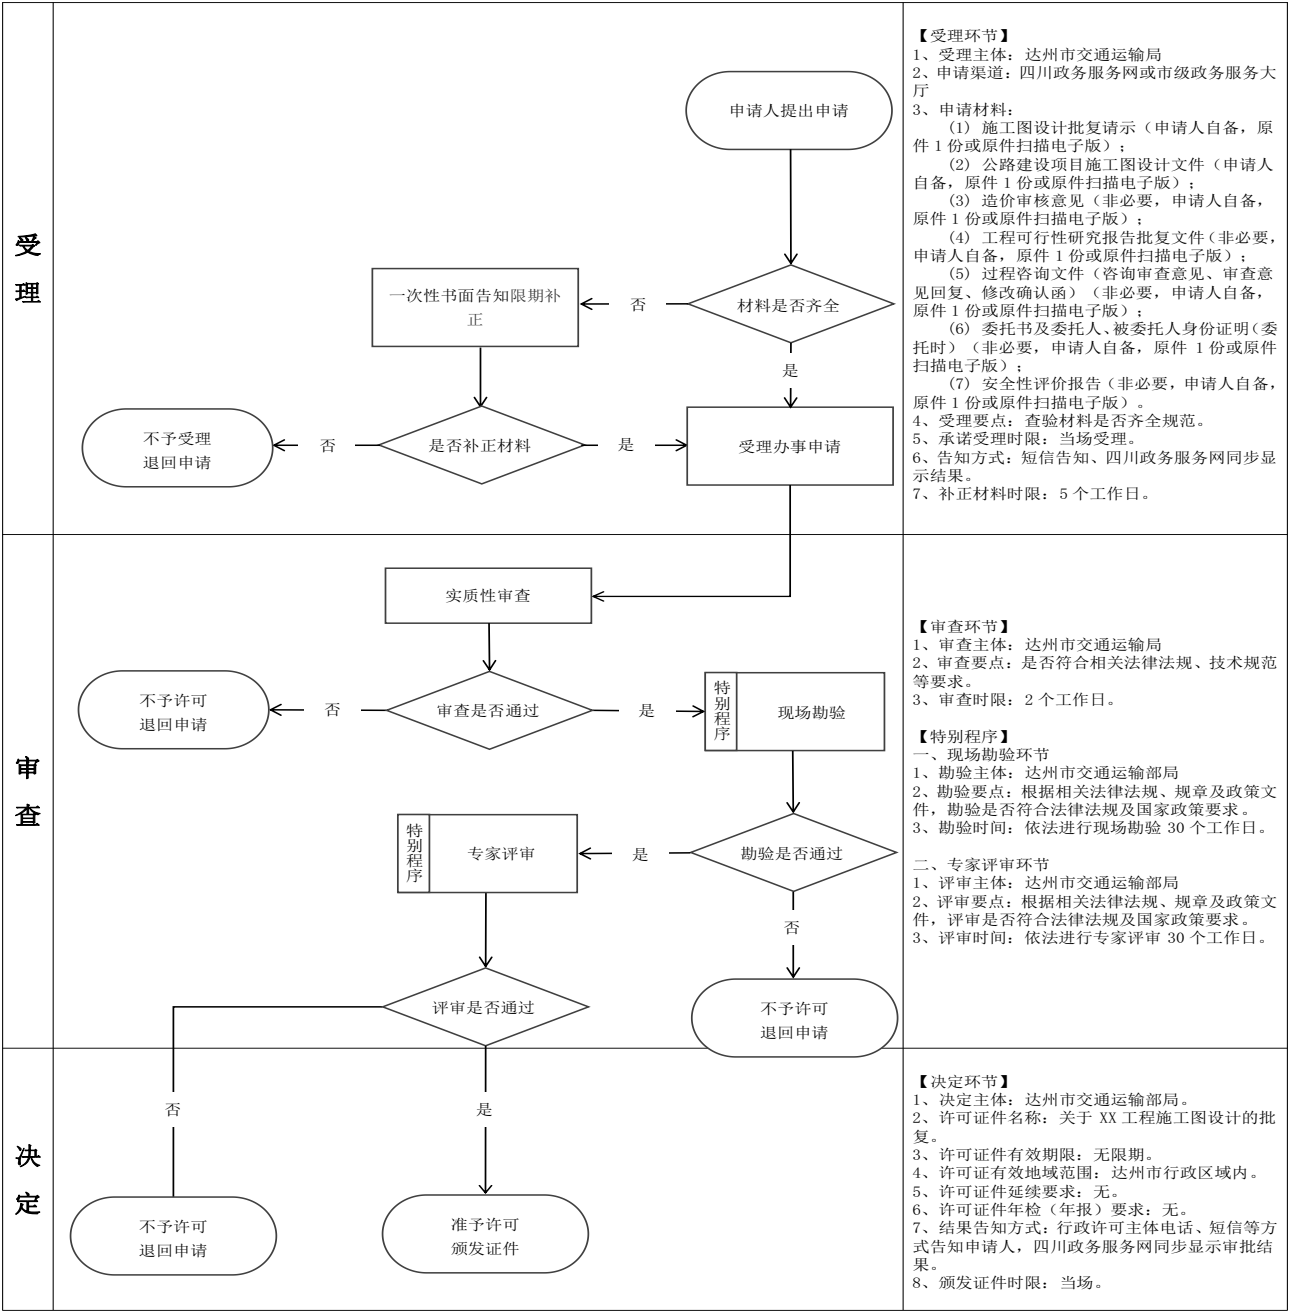 受
理
申请人提出申请
材料是否齐全
否
一次性书面告知限期补
正
是
是否补正材料
否
不予受理
退回申请
是
受理办事申请
【受理环节】
1、受理主体：达州市交通运输局
2、申请渠道：四川政务服务网或市级政务服务大
厅
3、申请材料：
(1) 施工图设计批复请示（申请人自备，原
件 1 份或原件扫描电子版）；
(2) 公路建设项目施工图设计文件（申请人
自备，原件 1 份或原件扫描电子版）；
(3) 造价审核意见（非必要，申请人自备，
原件 1 份或原件扫描电子版）；
(4) 工程可行性研究报告批复文件（非必要，
申请人自备，原件 1 份或原件扫描电子版）；
(5) 过程咨询文件（咨询审查意见、审查意
见回复、修改确认函）（非必要，申请人自备，
原件 1 份或原件扫描电子版）；
(6) 委托书及委托人、被委托人身份证明（委
托时）（非必要，申请人自备，原件 1 份或原件
扫描电子版）；
(7) 安全性评价报告（非必要，申请人自备，
原件 1 份或原件扫描电子版）。
4、受理要点：查验材料是否齐全规范。
5、承诺受理时限：当场受理。
6、告知方式：短信告知、四川政务服务网同步显
示结果。
7、补正材料时限：5 个工作日。
审
查
实质性审查
审查是否通过
否
不予许可
退回申请
是
特别程序
现场勘验
勘验是否通过
是
特别程序
专家评审
否
不予许可
退回申请
评审是否通过
【审查环节】
1、审查主体：达州市交通运输局
2、审查要点：是否符合相关法律法规、技术规范
等要求。
3、审查时限：2 个工作日。
【特别程序】
一、现场勘验环节
1、勘验主体：达州市交通运输部局
2、勘验要点：根据相关法律法规、规章及政策文
件，勘验是否符合法律法规及国家政策要求。
3、勘验时间：依法进行现场勘验 30 个工作日。
二、专家评审环节
1、评审主体：达州市交通运输部局
2、评审要点：根据相关法律法规、规章及政策文
件，评审是否符合法律法规及国家政策要求。
3、评审时间：依法进行专家评审 30 个工作日。
决
定
否
是
不予许可
退回申请
准予许可
颁发证件
【决定环节】
1、决定主体：达州市交通运输部局。
2、许可证件名称：关于 XX 工程施工图设计的批
复。
3、许可证件有效期限：无限期。
4、许可证有效地域范围：达州市行政区域内。
5、许可证件延续要求：无。
6、许可证件年检（年报）要求：无。
7、结果告知方式：行政许可主体电话、短信等方
式告知申请人，四川政务服务网同步显示审批结
果。
8、颁发证件时限：当场。